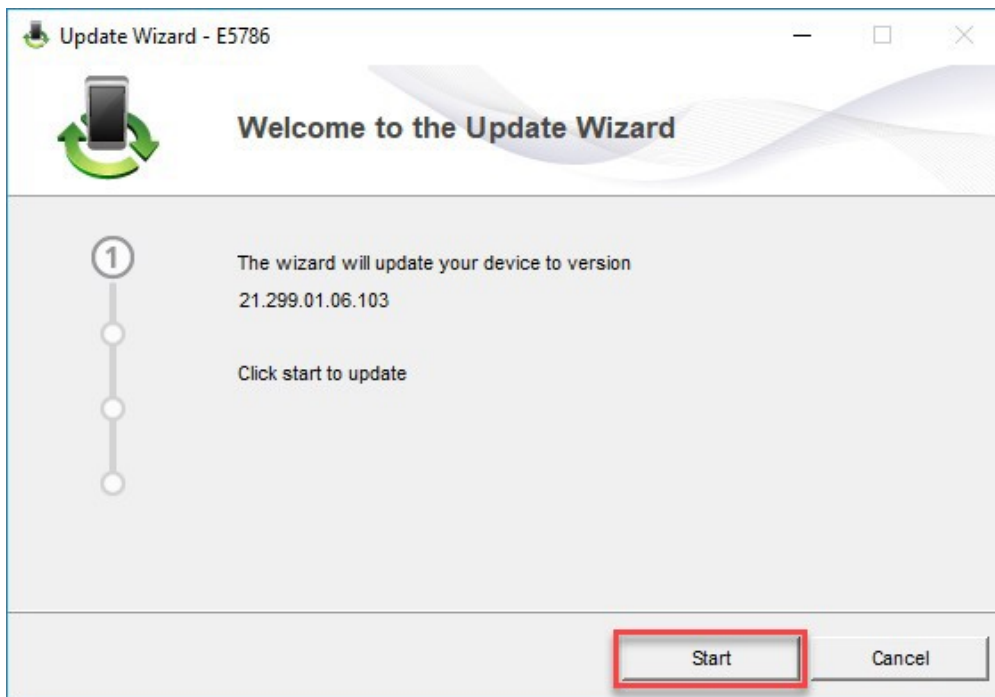 Update Wizard - E5786
Welcome to the Update Wizard
1
The wizard will update your device to version
21.299.01.06.103
Click start to update
Start
Cancel